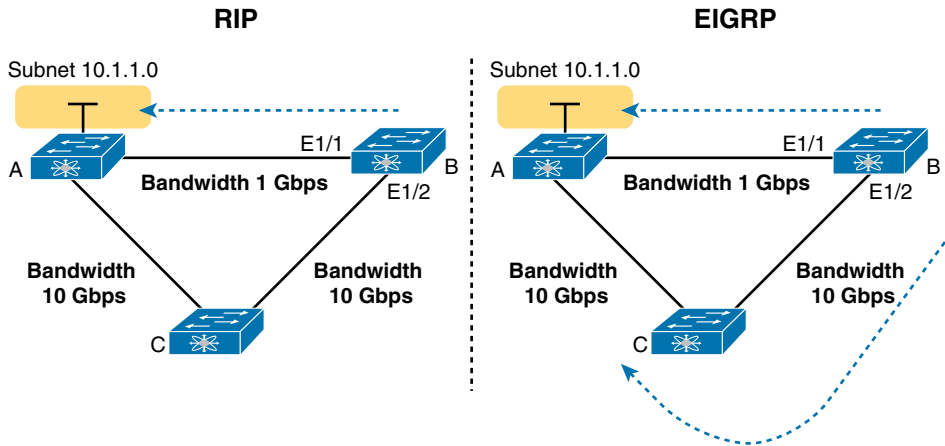 RIP
Subnet 10.1.1.0
A
E1/1
B
Bandwidth 1 Gbps
E1/2
Bandwidth
10 Gbps
Bandwidth
10 Gbps
C
EIGRP
Subnet 10.1.1.0
A
E1/1
B
Bandwidth 1 Gbps
E1/2
Bandwidth
10 Gbps
Bandwidth
10 Gbps
C